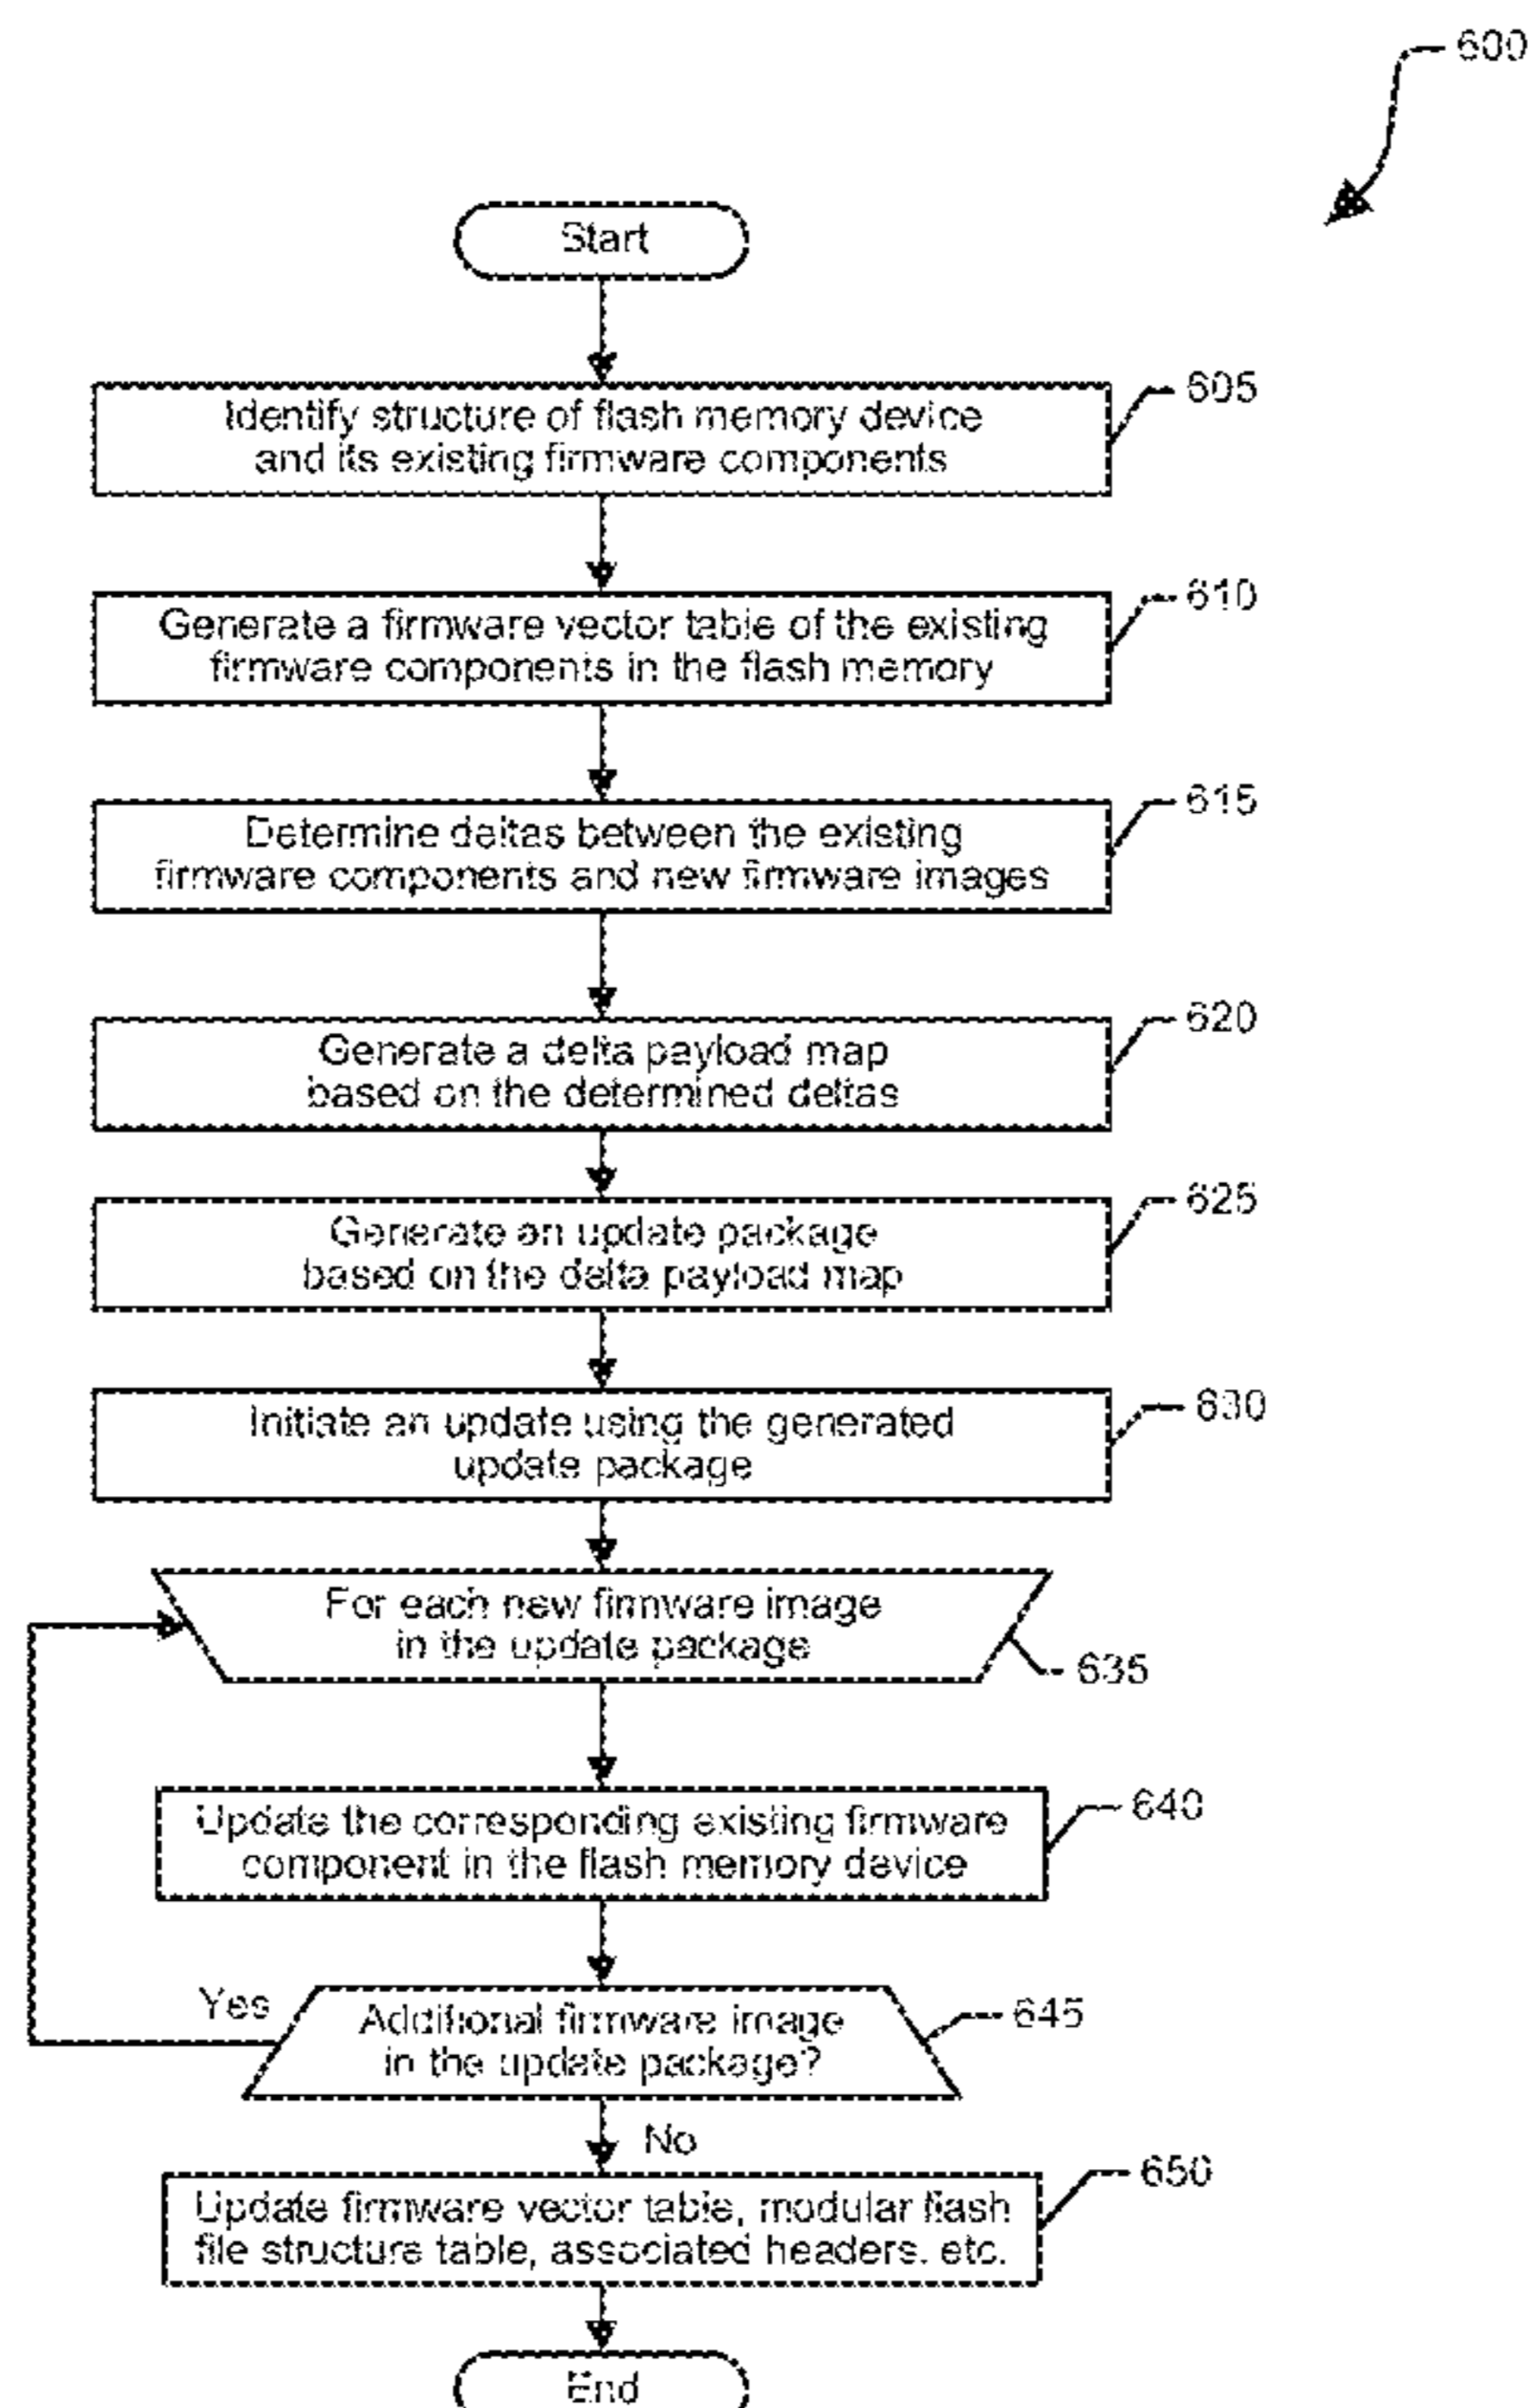 600
Start
605
Identify structure of flash memory device
and its existing firmware components
610
Generate a firmware vector table of the existing
firmware components in the flash memory
615
Determine deltas between the existing
firmware components and new firmware images
620
Generate a delta payload map
based on the determined deltas
625
Generate an update package
based on the delta payload map
630
Initiate an update using the generated
update package
For each new firmware image
in the update package
635
640
Update the corresponding existing firmware
component in the flash memory device
Yes
Additional firmware image
in the update package?
645
No
650
Update firmware vector table, modular flash
file structure table, associated headers, etc.
End